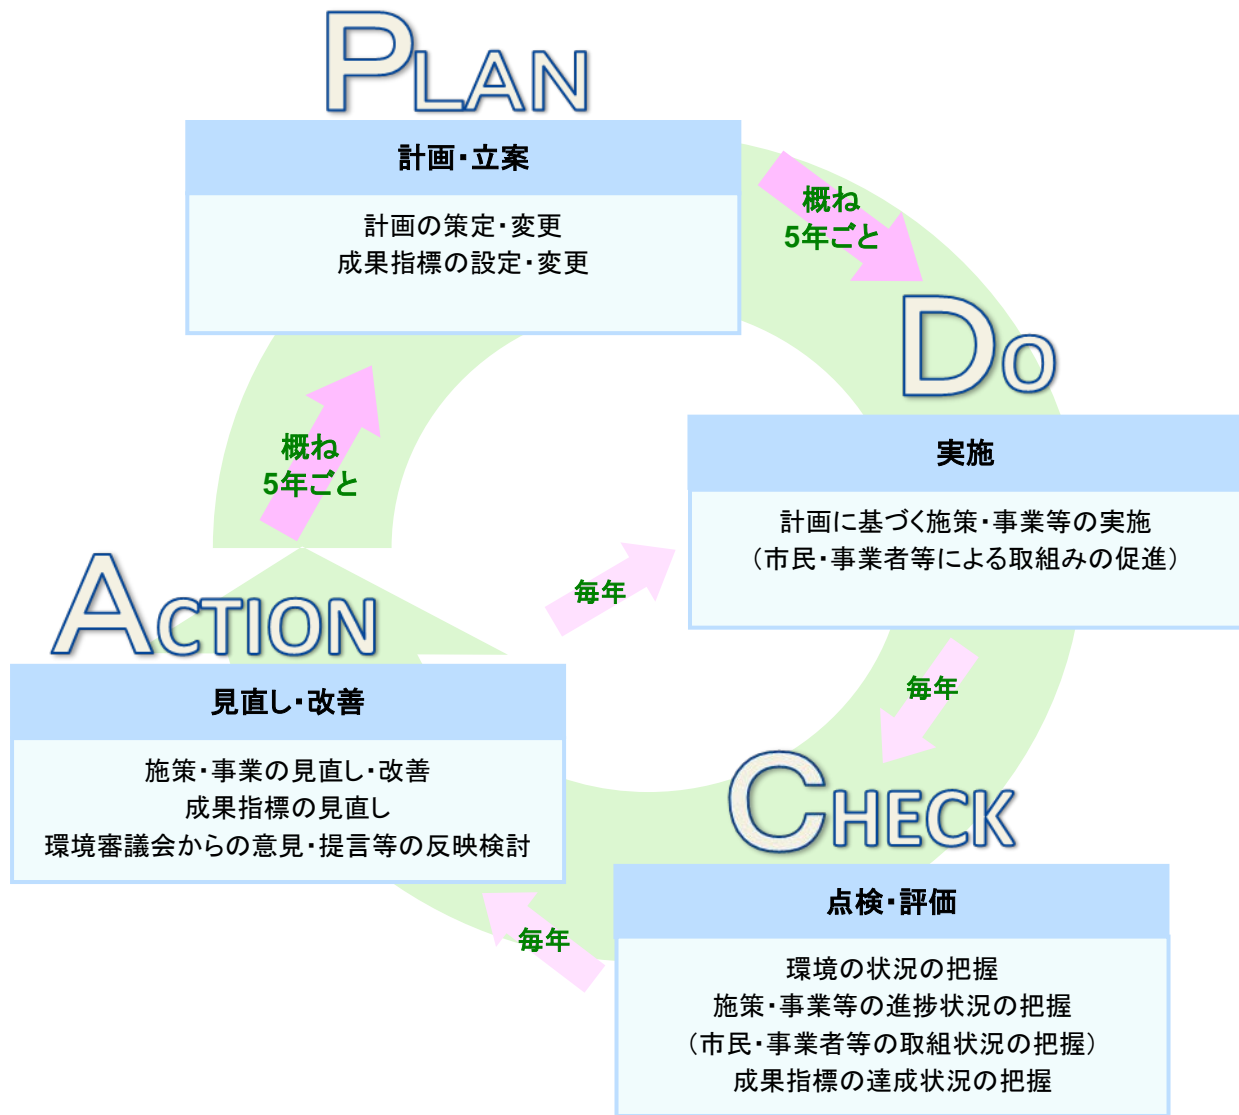 PLAN
計画・立案
計画の策定・変更
成果指標の設定・変更
概ね
5年ごと
DO
実施
計画に基づく施策・事業等の実施
（市民・事業者等による取組みの促進）
毎年
CHECK
点検・評価
環境の状況の把握
施策・事業等の進捗状況の把握
（市民・事業者等の取組状況の把握）
成果指標の達成状況の把握
毎年
ACTION
見直し・改善
施策・事業の見直し・改善
成果指標の見直し
環境審議会からの意見・提言等の反映検討
毎年
概ね
5年ごと